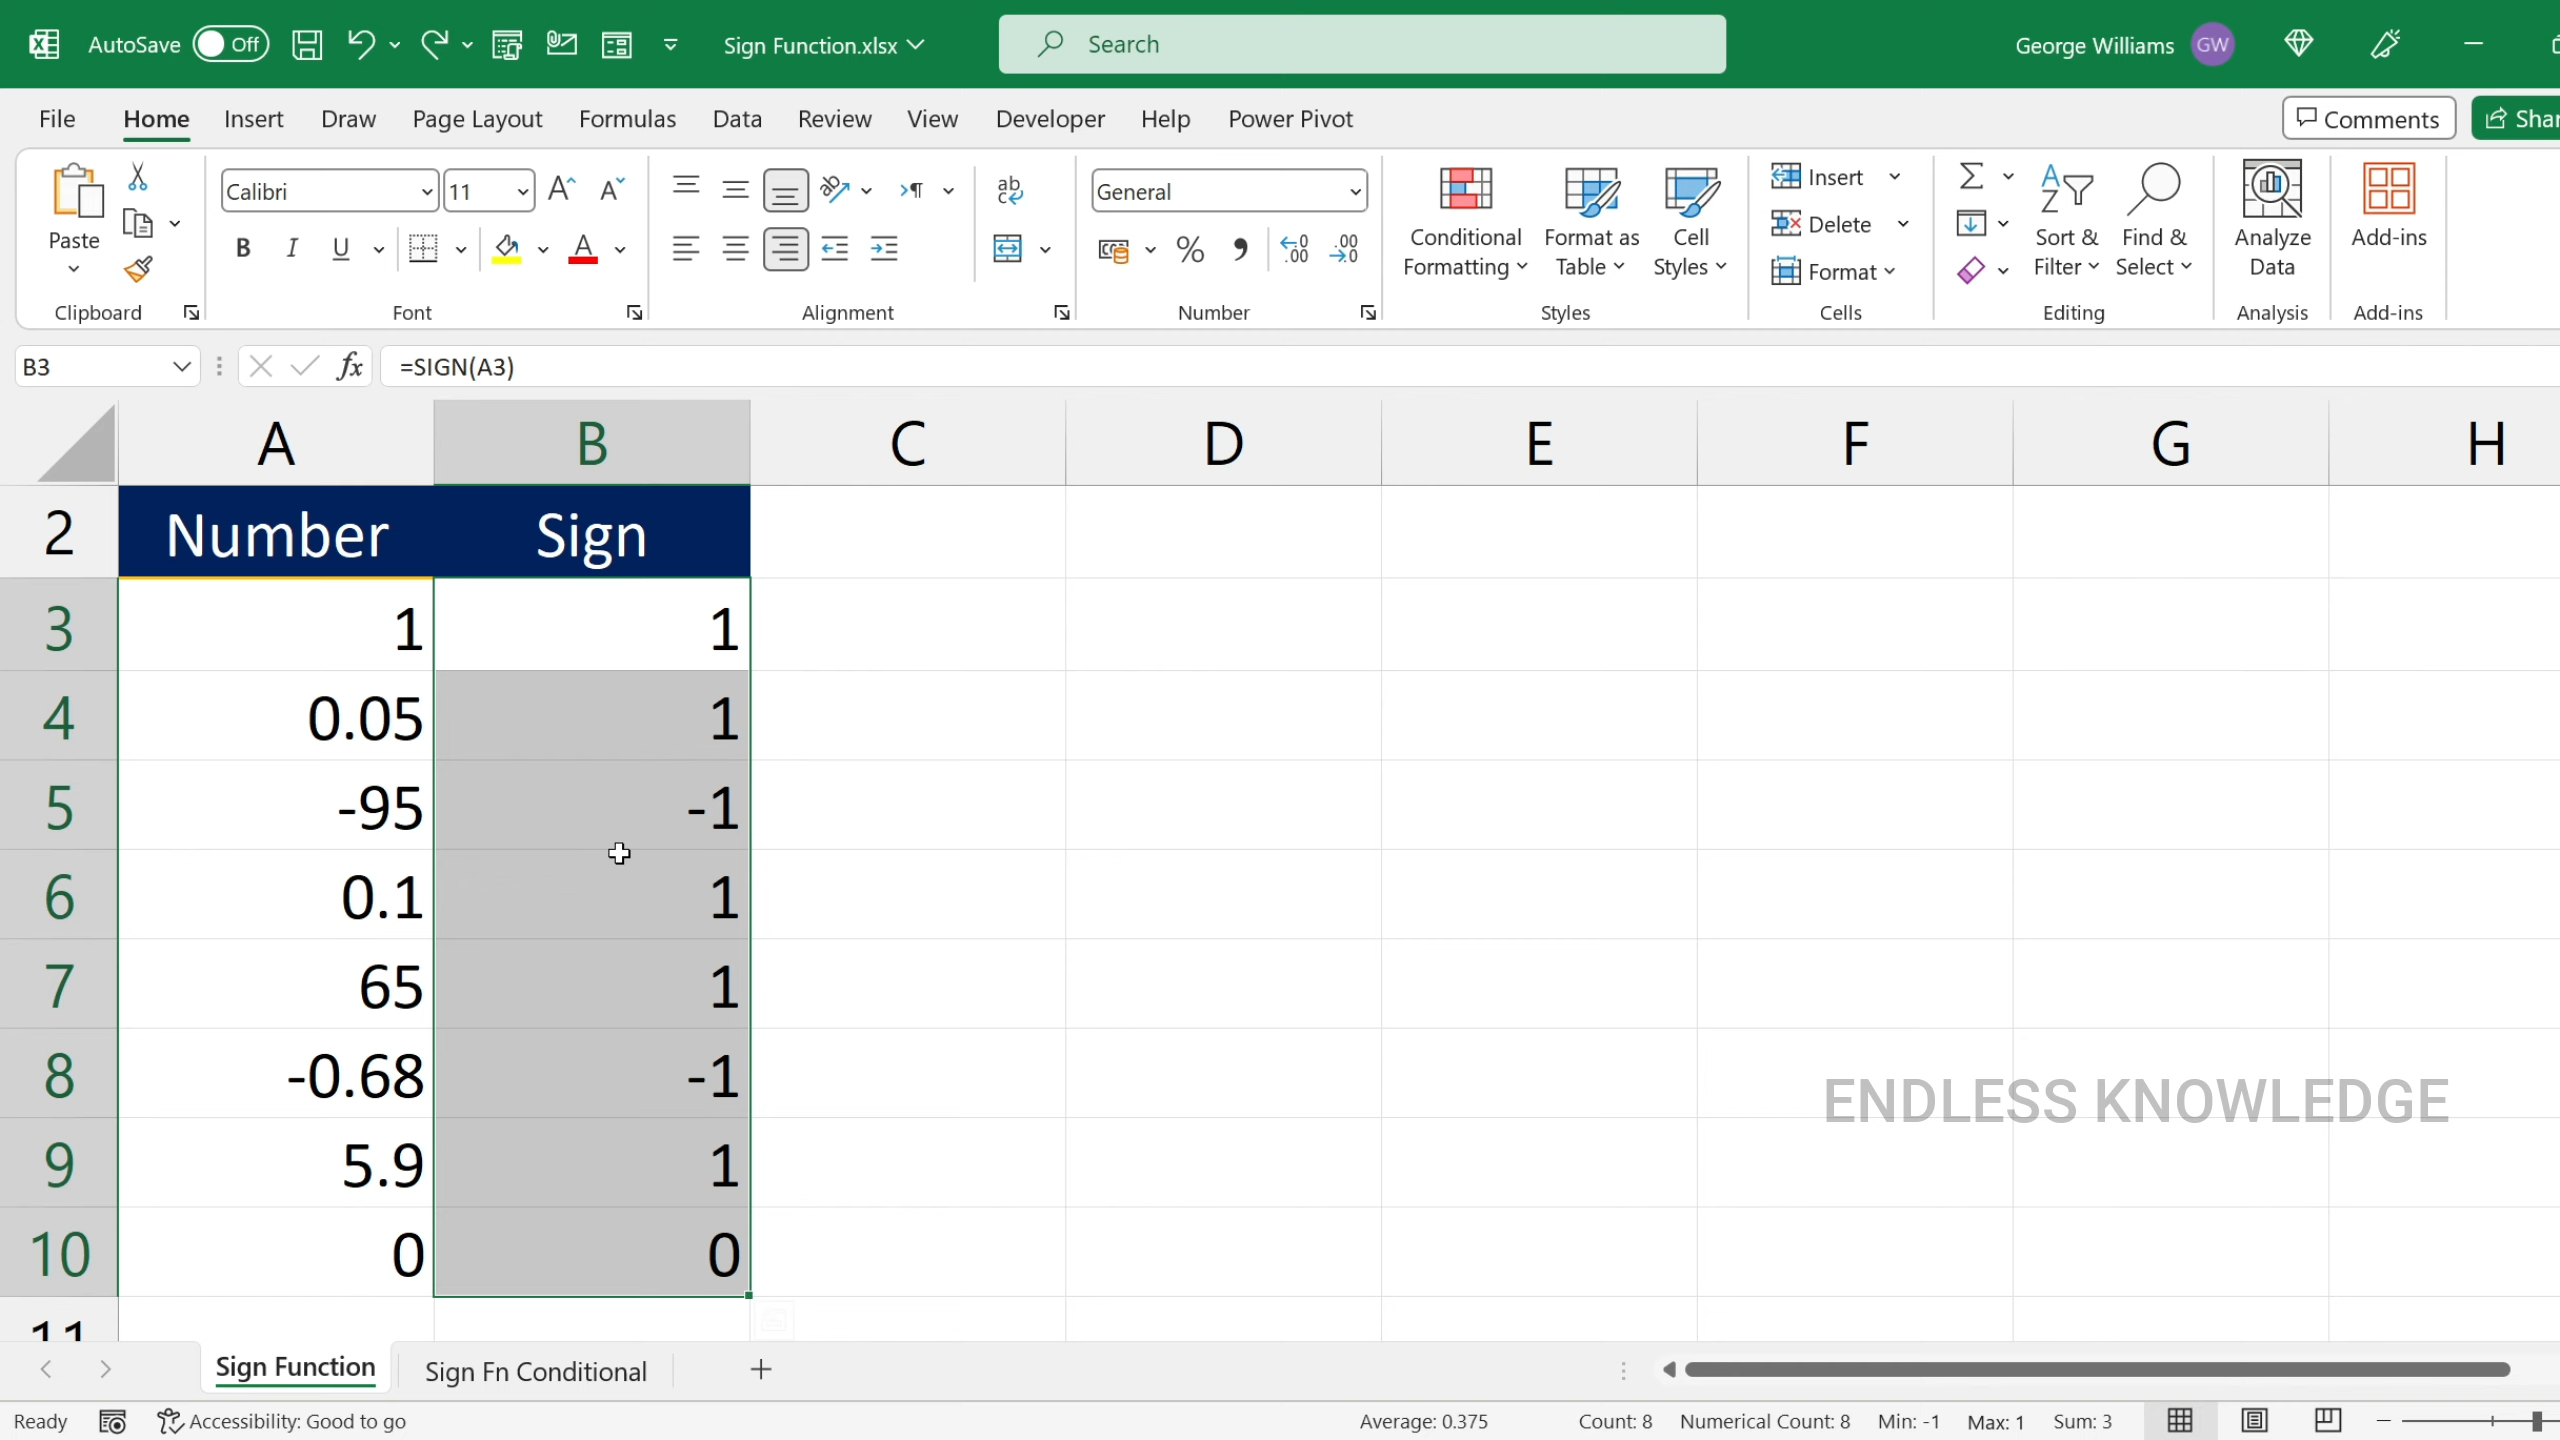 AutoSave Off Sign Function.xlsx Search George Williams GW
File Home Insert Draw Page Layout Formulas Data Review View Developer Help Power Pivot Comments
Paste Calibri 11 General Conditional Formatting Format as Table Cell Styles Insert Delete Format Sort & Filter Find & Select Analyze Data Add-ins
Clipboard Font Alignment Number Styles Cells Editing Analysis Add-ins
B3 fx =SIGN(A3)
A B C D E F G H
2 Number Sign
3 1 1
4 0.05 1
5 -95 -1
6 0.1 1
7 65 1
8 -0.68 -1
ENDLESS KNOWLEDGE
9 5.9 1
10 0 0
11
Sign Function Sign Fn Conditional
Ready Accessibility: Good to go Average: 0.375 Count: 8 Numerical Count: 8 Min: -1 Max: 1 Sum: 3